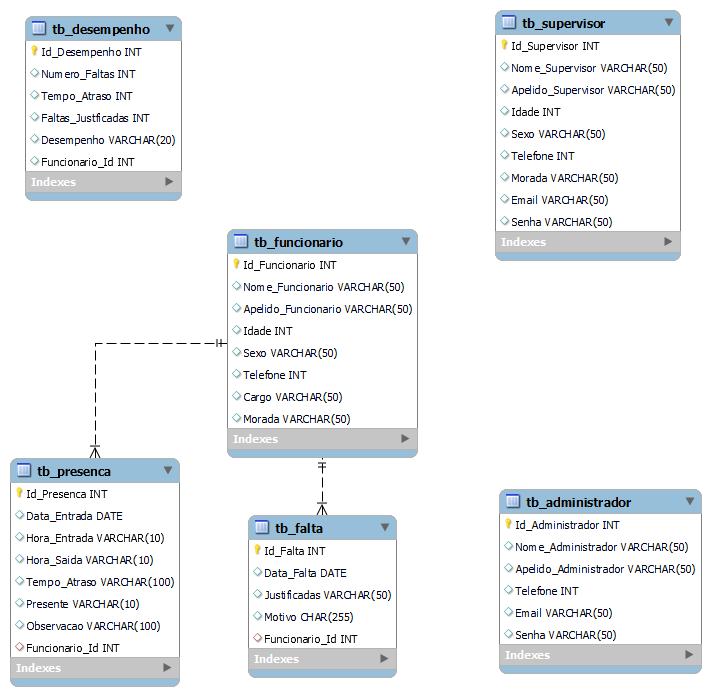 tb_desempenho
Id_Desempenho INT
Numero_Faltas INT
Tempo_Atraso INT
Faltas_Justficadas INT
Desempenho VARCHAR(20)
Funcionario_Id INT
Indexes
tb_supervisor
Id_Supervisor INT
Nome_Supervisor VARCHAR(50)
Apelido_Supervisor VARCHAR(50)
Idade INT
Sexo VARCHAR(50)
Telefone INT
Morada VARCHAR(50)
Email VARCHAR(50)
Senha VARCHAR(50)
Indexes
tb_funcionario
Id_Funcionario INT
Nome_Funcionario VARCHAR(50)
Apelido_Funcionario VARCHAR(50)
Idade INT
Sexo VARCHAR(50)
Telefone INT
Cargo VARCHAR(50)
Morada VARCHAR(50)
Indexes
tb_presenca
Id_Presenca INT
Data_Entrada DATE
Hora_Entrada VARCHAR(10)
Hora_Saida VARCHAR(10)
Tempo_Atraso VARCHAR(100)
Presente VARCHAR(10)
Observacao VARCHAR(100)
Funcionario_Id INT
Indexes
tb_falta
Id_Falta INT
Data_Falta DATE
Justificadas VARCHAR(50)
Motivo CHAR(255)
Funcionario_Id INT
Indexes
tb_administrador
Id_Administrador INT
Nome_Administrador VARCHAR(50)
Apelido_Administrador VARCHAR(50)
Telefone INT
Email VARCHAR(50)
Senha VARCHAR(50)
Indexes